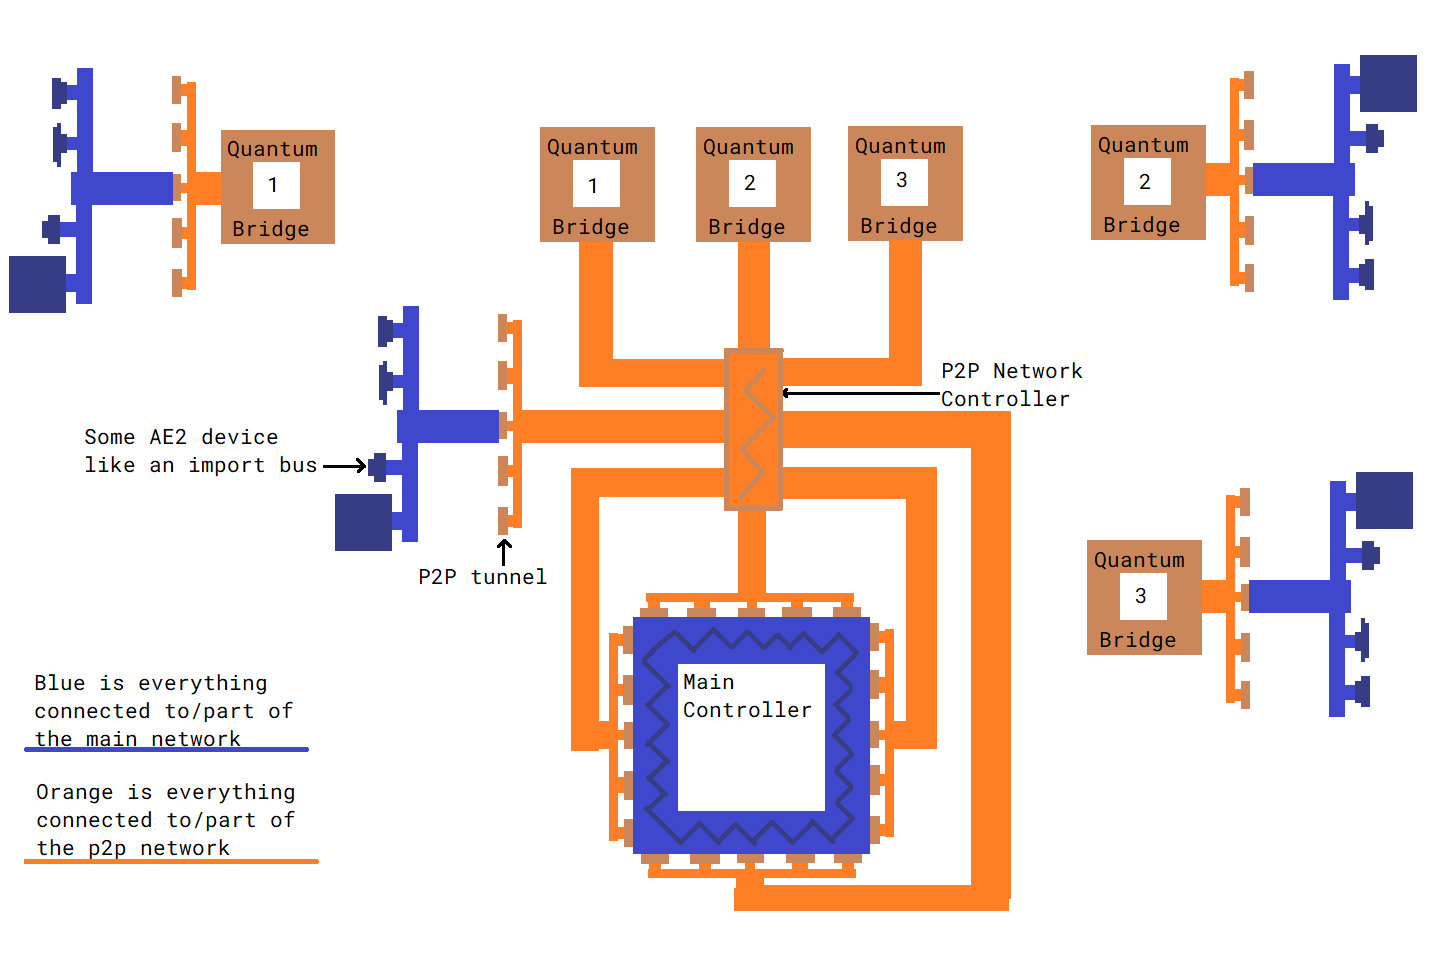 Quantum
1
Bridge
Quantum
1
Bridge
Quantum
2
Bridge
Quantum
3
Bridge
Quantum
2
Bridge
P2P Network
Controller
Some AE2 device
like an import bus
P2P tunnel
Quantum
3
Bridge
Main
Controller
Blue is everything
connected to/part of
the main network
Orange is everything
connected to/part of
the p2p network